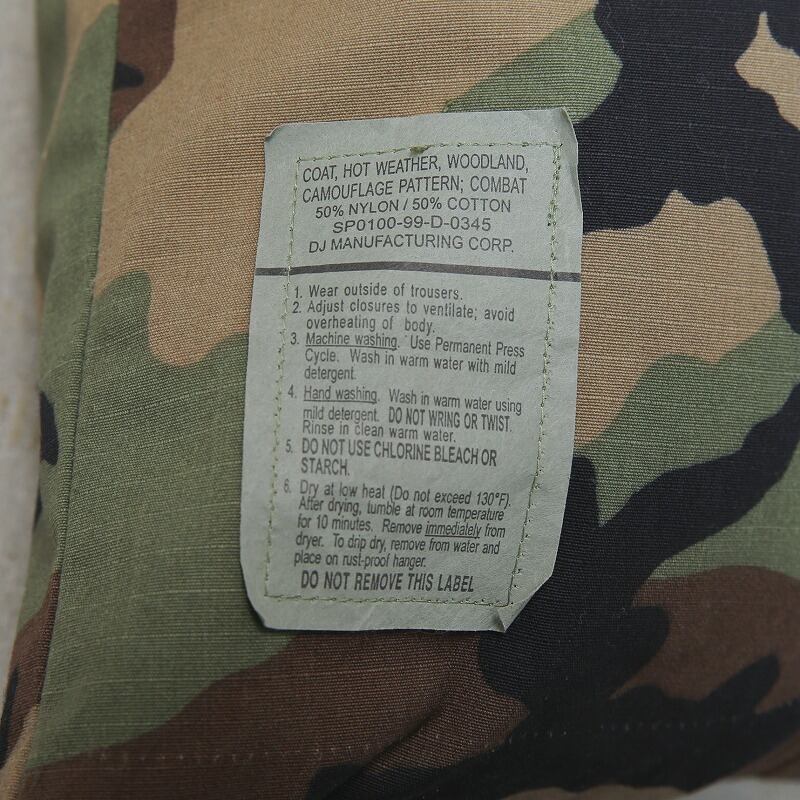 COAT, HOT WEATHER, WOODLAND,
CAMOUFLAGE PATTERN; COMBAT
50% NYLON / 50% COTTON
SP0100-99-D-0345
DJ MANUFACTURING CORP.
1. Wear outside of trousers.
2. Adjust closures to ventilate; avoid
overheating of body.
3. Machine washing. Use Permanent Press
Cycle. Wash in warm water with mild
detergent.
4. Hand washing. Wash in warm water using
mild detergent. DO NOT WRING OR TWIST.
Rinse in clean warm water.
5. DO NOT USE CHLORINE BLEACH OR
STARCH.
6. Dry at low heat (Do not exceed 130°F).
After drying, tumble at room temperature
for 10 minutes. Remove immediately from
dryer. To drip dry, remove from water and
place on rust-proof hanger.
DO NOT REMOVE THIS LABEL